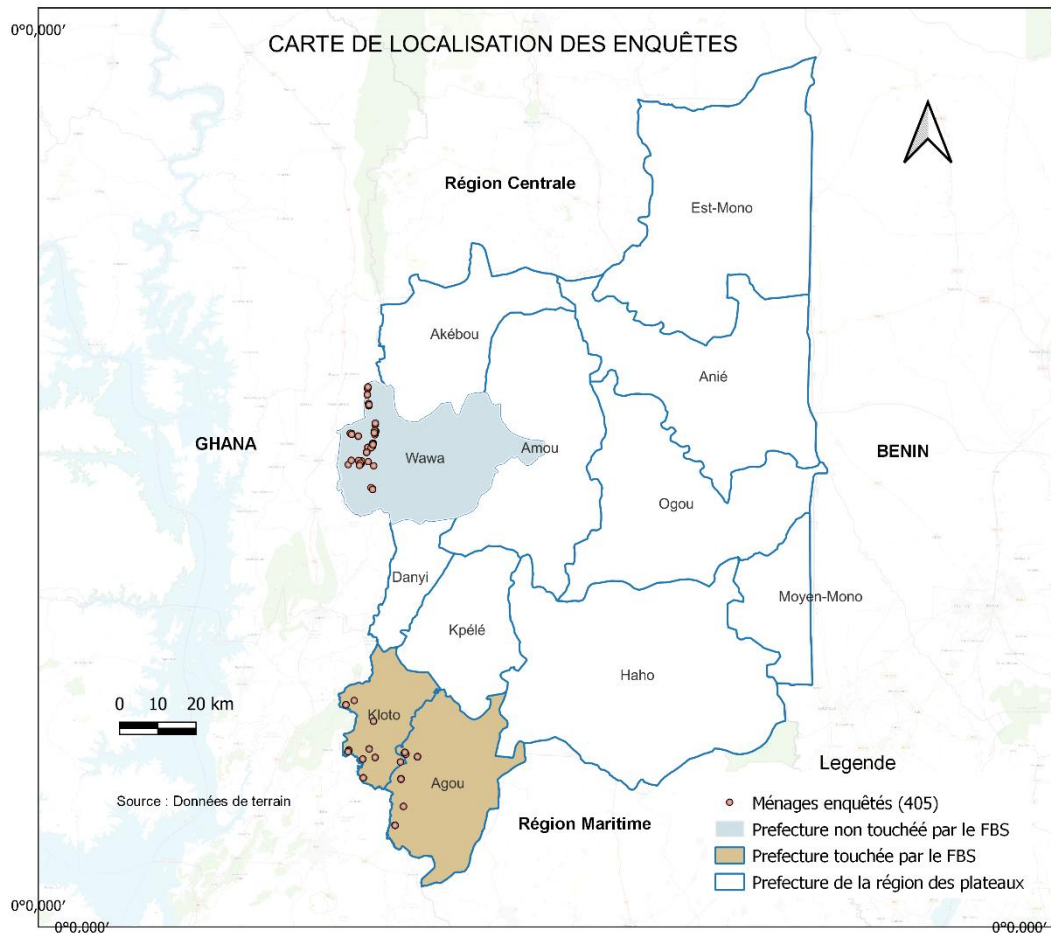 0°0,000’
CARTE DE LOCALISATION DES ENQUÊTES
Région Centrale
Est-Mono
Akébou
Anié
GHANA
BENIN
Wawa
Amou
Ogou
Danyi
Moyen-Mono
Kpélé
Haho
0 10 20 km
Kloto
Legende
Agou
Source : Données de terrain
Ménages enquêtés (405)
Région Maritime
Prefecture non touchéé par le FBS
Prefecture touchée par le FBS
Prefecture de la région des plateaux
0°0,000’
0°0,000’
0°0,000’